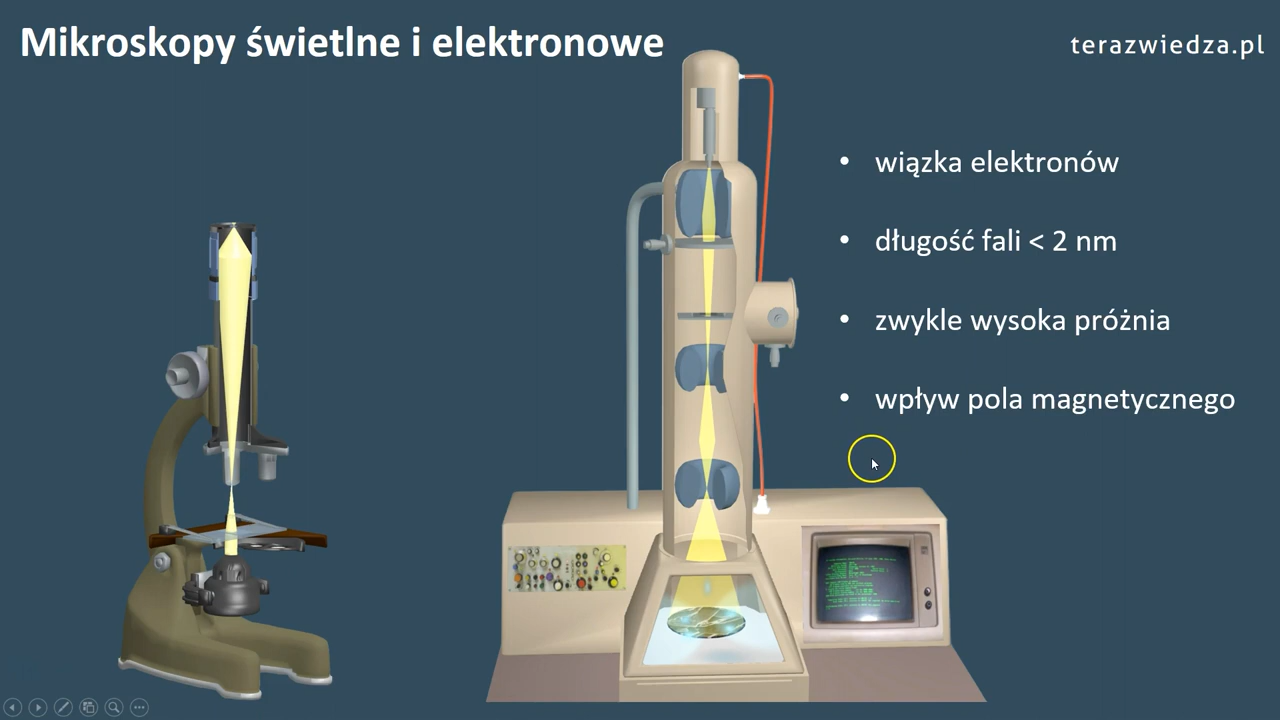 Mikroskopy świetlne i elektronowe
terazwiedza.pl
• wiązka elektronów
• długość fali < 2 nm
• zwykle wysoka próżnia
• wpływ pola magnetycznego